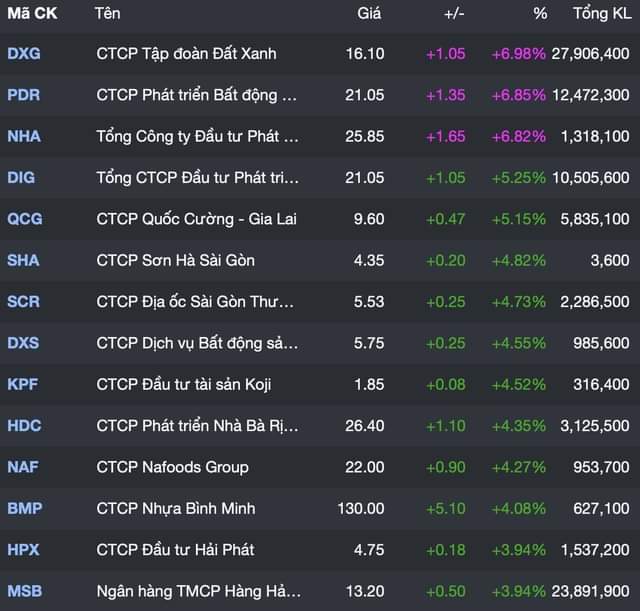 Mã CK Tên Giá +/- % Tổng KL
DXG CTCP Tập đoàn Đất Xanh 16.10 +1.05 +6.98% 27,906,400
PDR CTCP Phát triển Bất động ... 21.05 +1.35 +6.85% 12,472,300
NHA Tổng Công ty Đầu tư Phát ... 25.85 +1.65 +6.82% 1,318,100
DIG Tổng CTCP Đầu tư Phát tri... 21.05 +1.05 +5.25% 10,505,600
QCG CTCP Quốc Cường - Gia Lai 9.60 +0.47 +5.15% 5,835,100
SHA CTCP Sơn Hà Sài Gòn 4.35 +0.20 +4.82% 3,600
SCR CTCP Địa ốc Sài Gòn Thư... 5.53 +0.25 +4.73% 2,286,500
DXS CTCP Dịch vụ Bất động sả... 5.75 +0.25 +4.55% 985,600
KPF CTCP Đầu tư tài sản Koji 1.85 +0.08 +4.52% 316,400
HDC CTCP Phát triển Nhà Bà Rị... 26.40 +1.10 +4.35% 3,125,500
NAF CTCP Nafoods Group 22.00 +0.90 +4.27% 953,700
BMP CTCP Nhựa Bình Minh 130.00 +5.10 +4.08% 627,100
HPX CTCP Đầu tư Hải Phát 4.75 +0.18 +3.94% 1,537,200
MSB Ngân hàng TMCP Hàng Hả... 13.20 +0.50 +3.94% 23,891,900